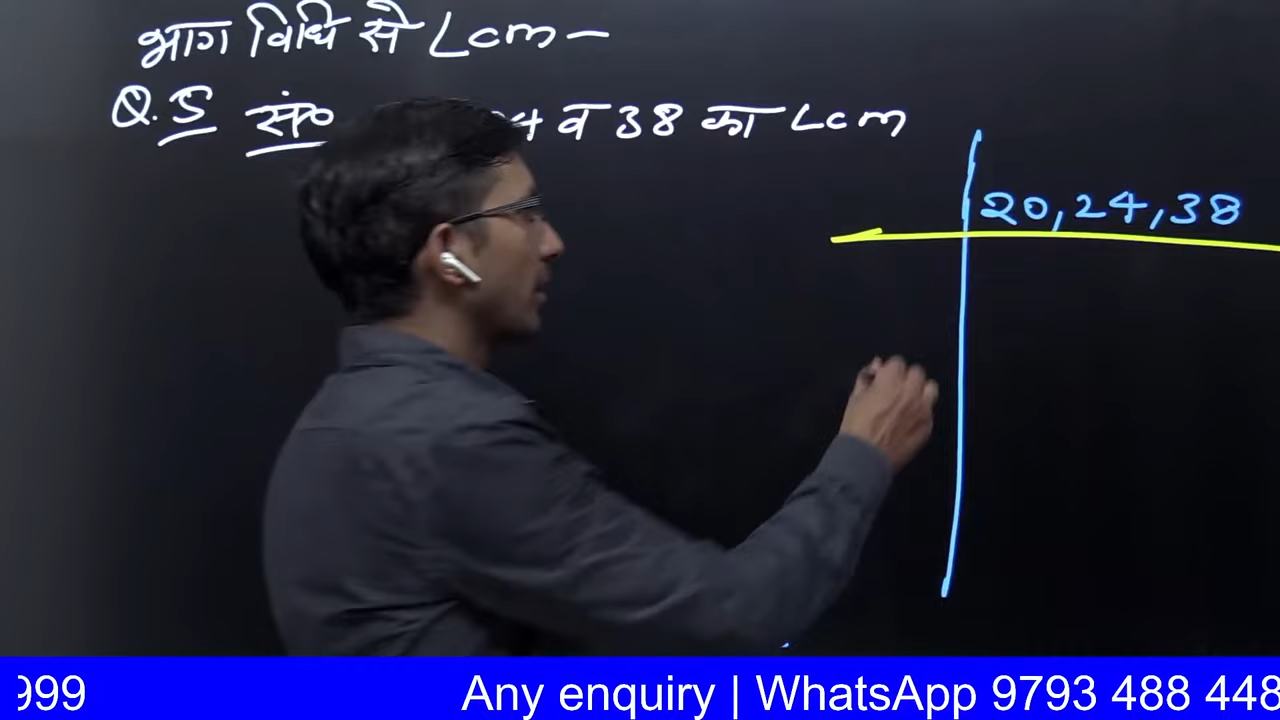 भाग विधि से Lcm –
Q.5 सं० 4 व 38 का Lcm
20,24,38
999 Any enquiry | WhatsApp 9793 488 448